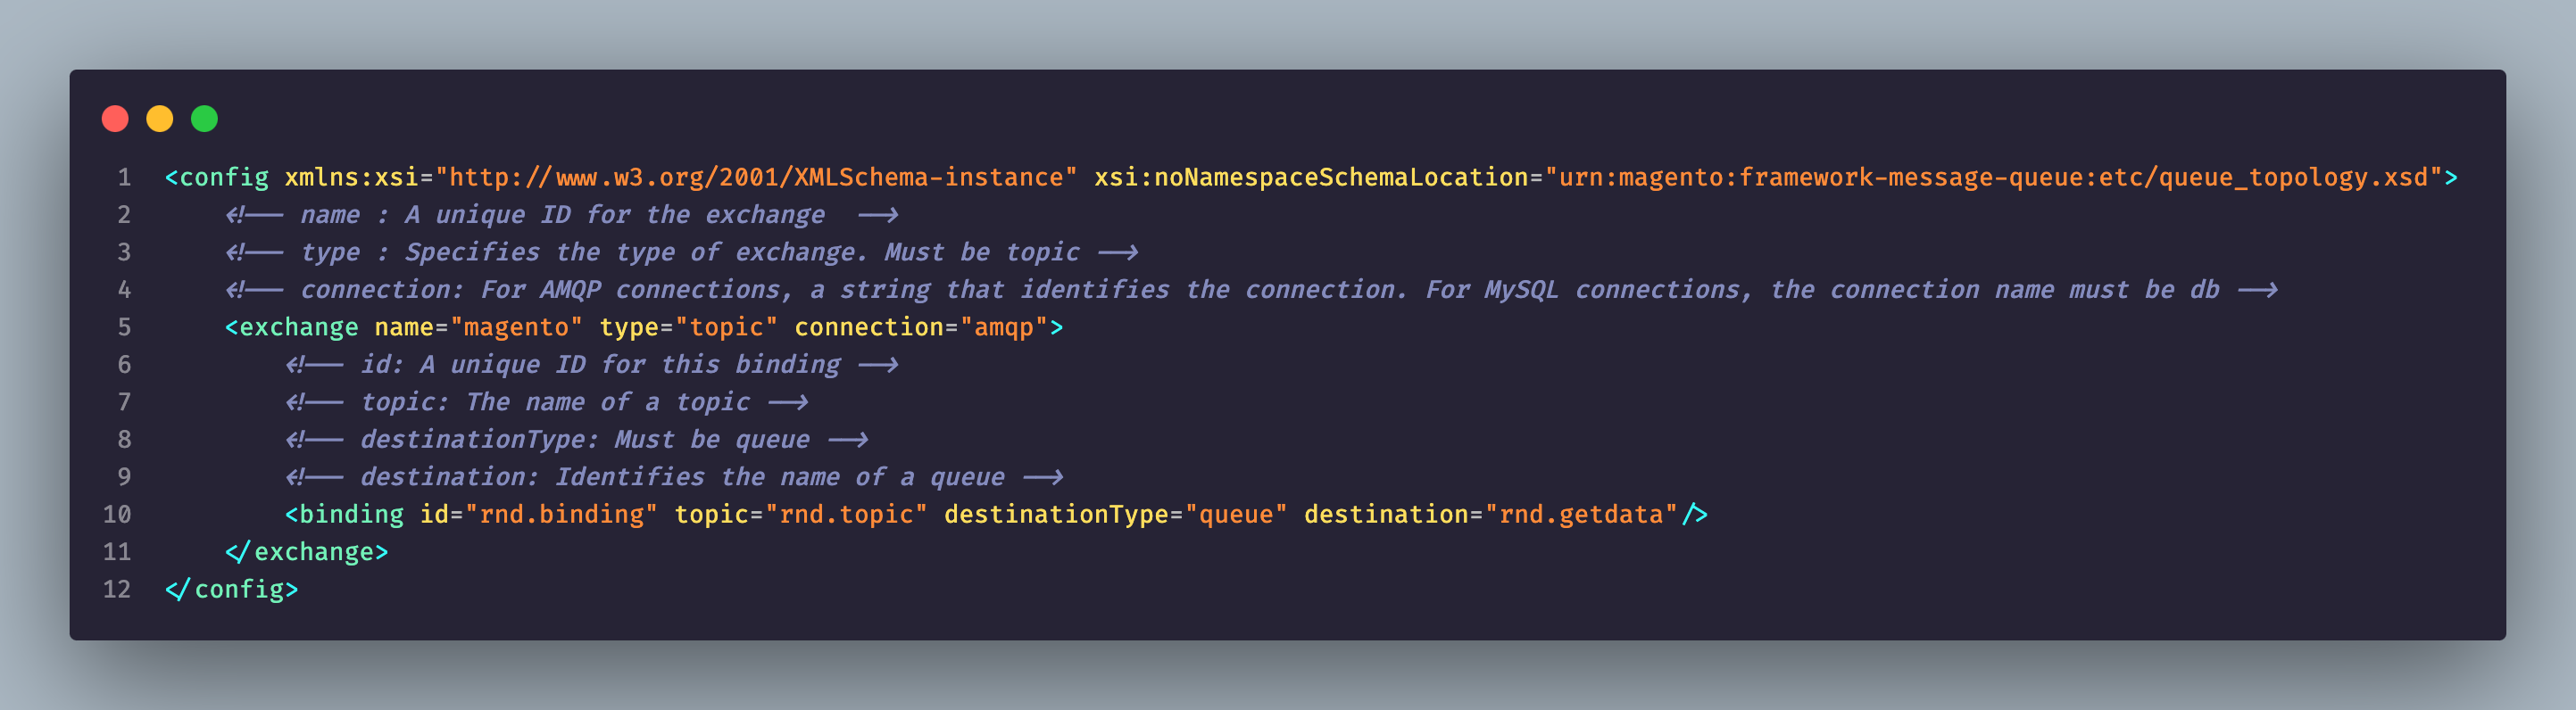 1 <config xmlns:xsi="http://www.w3.org/2001/XMLSchema-instance" xsi:noNamespaceSchemaLocation="urn:magento:framework-message-queue:etc/queue_topology.xsd">
2     <!-- name : A unique ID for the exchange  -->
3     <!-- type : Specifies the type of exchange. Must be topic -->
4     <!-- connection: For AMQP connections, a string that identifies the connection. For MySQL connections, the connection name must be db -->
5     <exchange name="magento" type="topic" connection="amqp">
6         <!-- id: A unique ID for this binding -->
7         <!-- topic: The name of a topic -->
8         <!-- destinationType: Must be queue -->
9         <!-- destination: Identifies the name of a queue -->
10         <binding id="rnd.binding" topic="rnd.topic" destinationType="queue" destination="rnd.getdata"/>
11     </exchange>
12 </config>